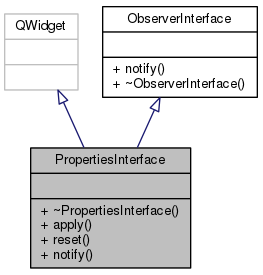 QWidget
ObserverInterface
+ notify()
+ ~ObserverInterface()
PropertiesInterface
+ ~PropertiesInterface()
+ apply()
+ reset()
+ notify()